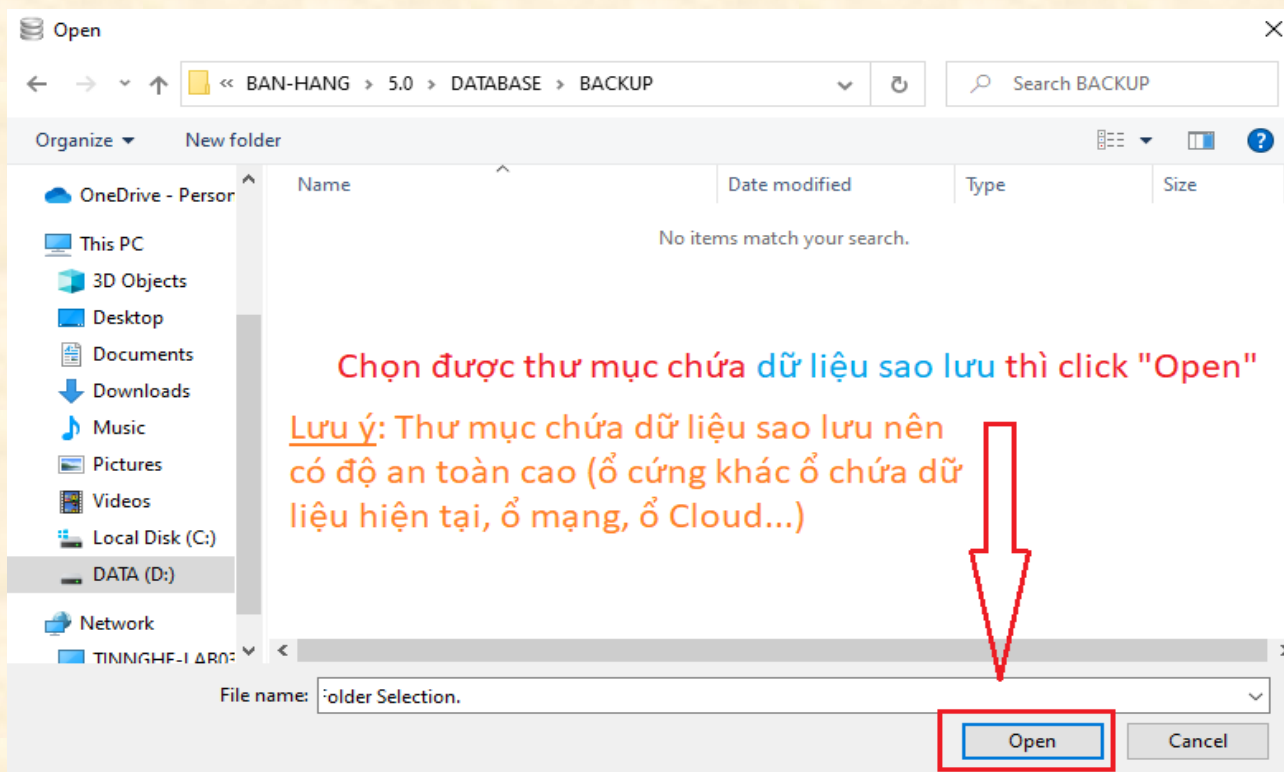 Open
« BAN-HANG › 5.0 › DATABASE › BACKUP
Search BACKUP
Organize
New folder
Name
Date modified
Type
Size
OneDrive - Person
This PC
3D Objects
Desktop
Documents
Downloads
Music
Pictures
Videos
Local Disk (C:)
DATA (D:)
Network
TINNGHE-LAB03
No items match your search.
Chọn được thư mục chứa dữ liệu sao lưu thì click "Open"
Lưu ý: Thư mục chứa dữ liệu sao lưu nên
có độ an toàn cao (ổ cứng khác ổ chứa dữ
liệu hiện tại, ổ mạng, ổ Cloud...)
File name:
Folder Selection.
Open
Cancel